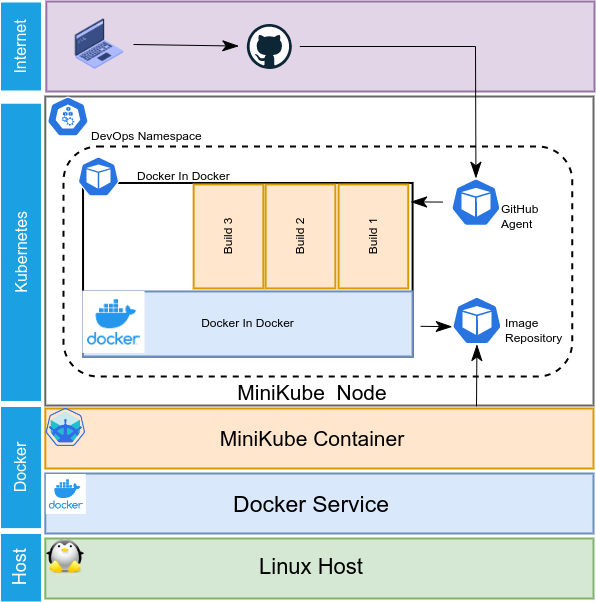 Internet
Kubernetes
DevOps Namespace
Docker In Docker
Build 3
Build 2
Build 1
GitHub
Agent
docker
Docker In Docker
Image
Repository
MiniKube Node
Docker
MiniKube Container
docker
Docker Service
Host
Linux Host